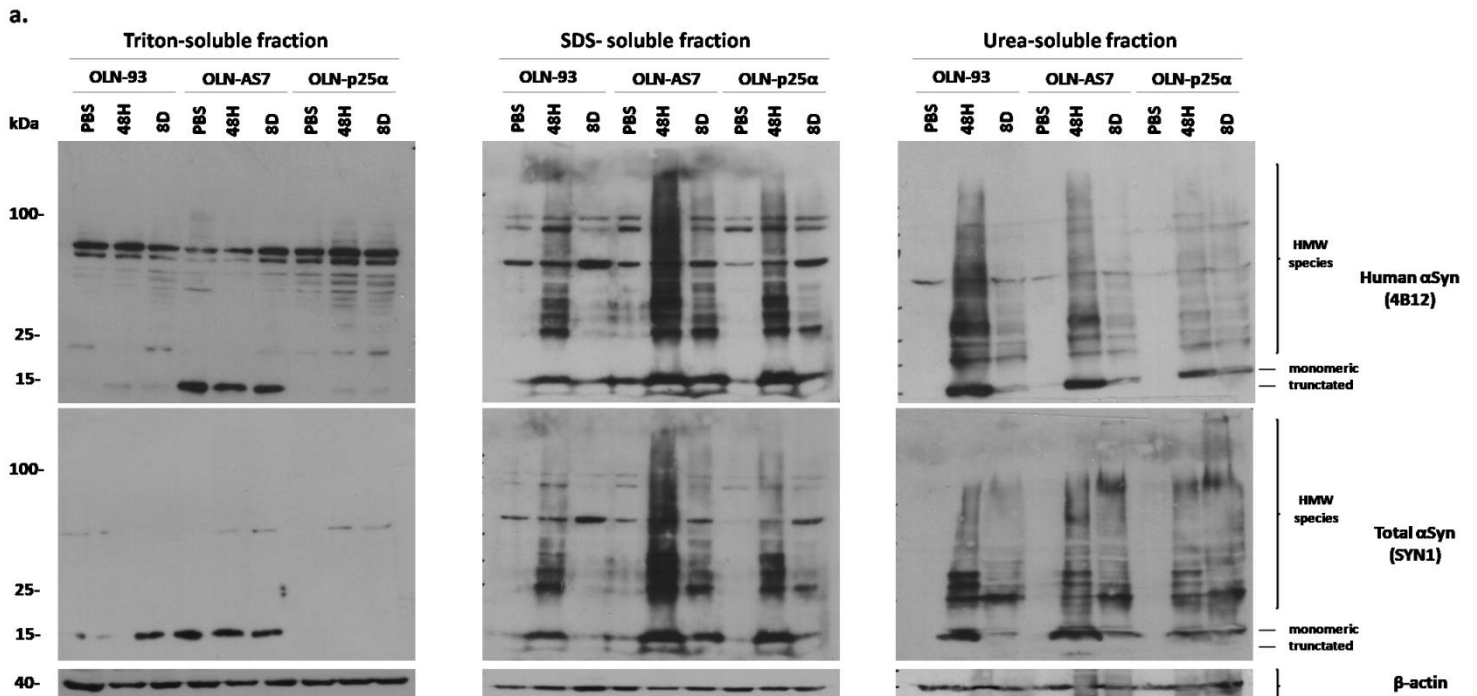 a.
Triton-soluble fraction SDS- soluble fraction Urea-soluble fraction
OLN-93 OLN-AS7 OLN-p25α OLN-93 OLN-AS7 OLN-p25α OLN-93 OLN-AS7 OLN-p25α
kDa PBS 48H 8D PBS 48H 8D PBS 48H 8D PBS 48H 8D PBS 48H 8D PBS 48H 8D PBS 48H 8D PBS 48H 8D PBS 48H 8D
100-
HMW
species
Human αSyn
(4B12)
25-
15-
monomeric
trunctated
100-
HMW
species
Total αSyn
(SYN1)
25-
15-
monomeric
trunctated
40-
β-actin